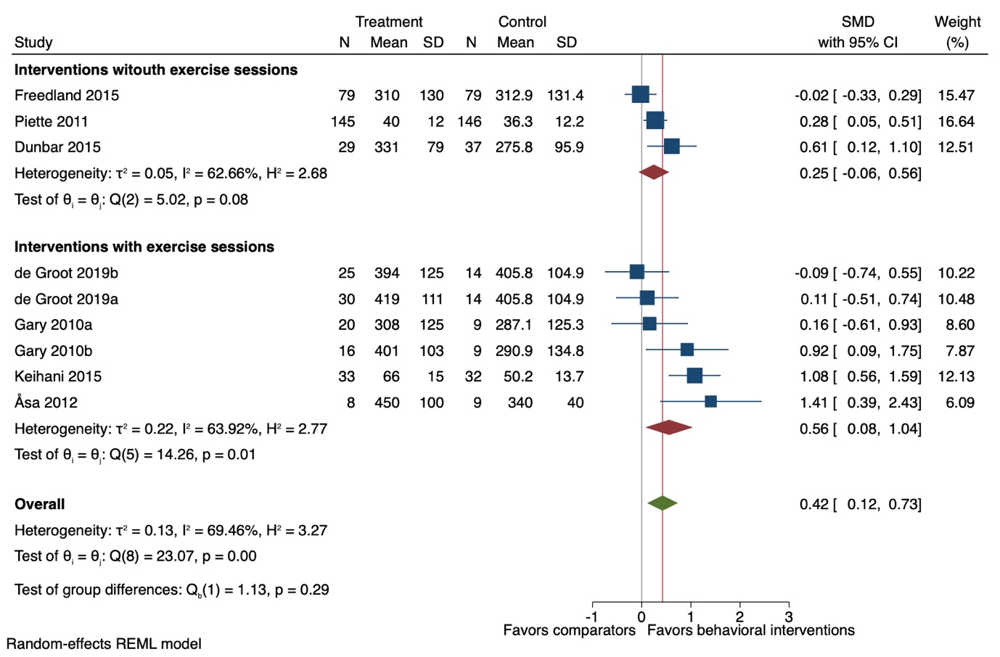 Treatment Control SMD Weight
Study N Mean SD N Mean SD with 95% CI (%)
Interventions witouth exercise sessions
Freedland 2015 79 310 130 79 312.9 131.4 -0.02 [ -0.33, 0.29] 15.47
Piette 2011 145 40 12 146 36.3 12.2 0.28 [ 0.05, 0.51] 16.64
Dunbar 2015 29 331 79 37 275.8 95.9 0.61 [ 0.12, 1.10] 12.51
Heterogeneity: τ² = 0.05, I² = 62.66%, H² = 2.68 0.25 [ -0.06, 0.56]
Test of θᵢ = θⱼ: Q(2) = 5.02, p = 0.08
Interventions with exercise sessions
de Groot 2019b 25 394 125 14 405.8 104.9 -0.09 [ -0.74, 0.55] 10.22
de Groot 2019a 30 419 111 14 405.8 104.9 0.11 [ -0.51, 0.74] 10.48
Gary 2010a 20 308 125 9 287.1 125.3 0.16 [ -0.61, 0.93] 8.60
Gary 2010b 16 401 103 9 290.9 134.8 0.92 [ 0.09, 1.75] 7.87
Keihani 2015 33 66 15 32 50.2 13.7 1.08 [ 0.56, 1.59] 12.13
Åsa 2012 8 450 100 9 340 40 1.41 [ 0.39, 2.43] 6.09
Heterogeneity: τ² = 0.22, I² = 63.92%, H² = 2.77 0.56 [ 0.08, 1.04]
Test of θᵢ = θⱼ: Q(5) = 14.26, p = 0.01
Overall 0.42 [ 0.12, 0.73]
Heterogeneity: τ² = 0.13, I² = 69.46%, H² = 3.27
Test of θᵢ = θⱼ: Q(8) = 23.07, p = 0.00
Test of group differences: Q_b(1) = 1.13, p = 0.29
-1 0 1 2 3
Favors comparators Favors behavioral interventions
Random-effects REML model